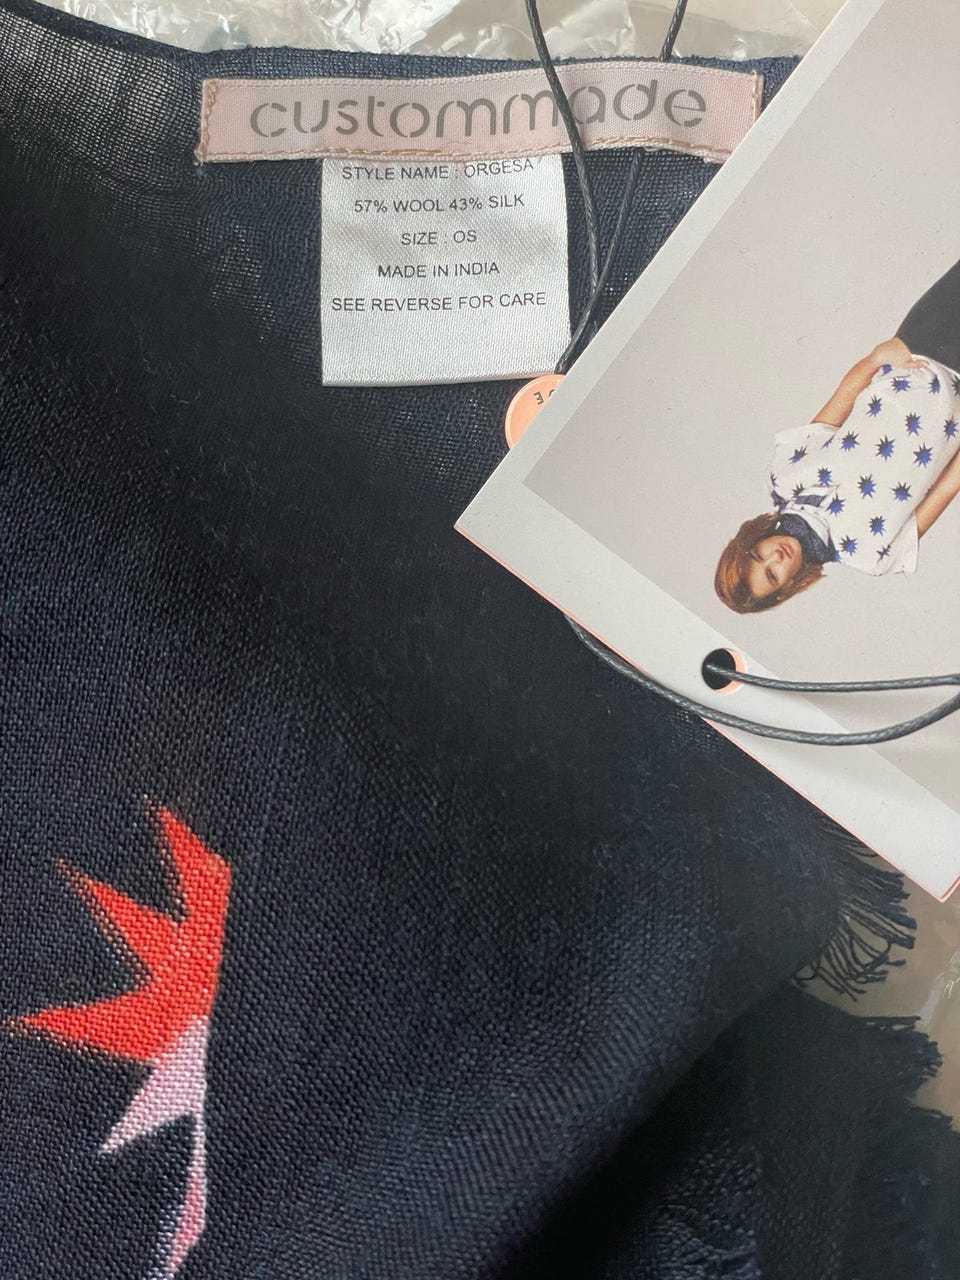 custommade
STYLE NAME : ORGESA
57% WOOL 43% SILK
SIZE : OS
MADE IN INDIA
SEE REVERSE FOR CARE